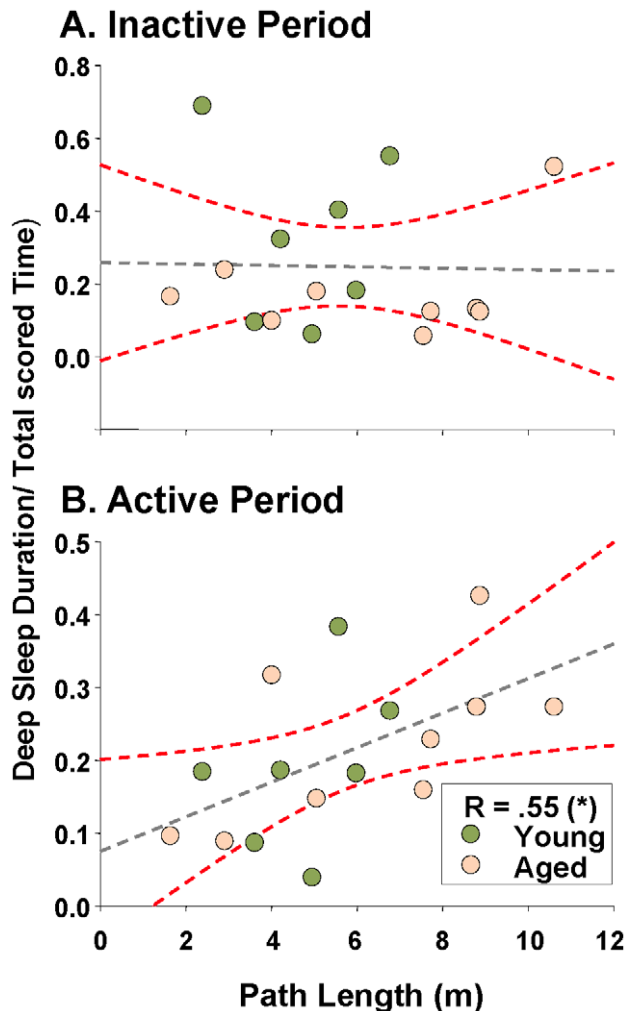 A. Inactive Period
0.8
0.6
0.4
0.2
0.0
Deep Sleep Duration/ Total scored Time)
B. Active Period
0.5
0.4
0.3
0.2
0.1
0.0
R = .55 (*)
Young
Aged
0 2 4 6 8 10 12
Path Length (m)